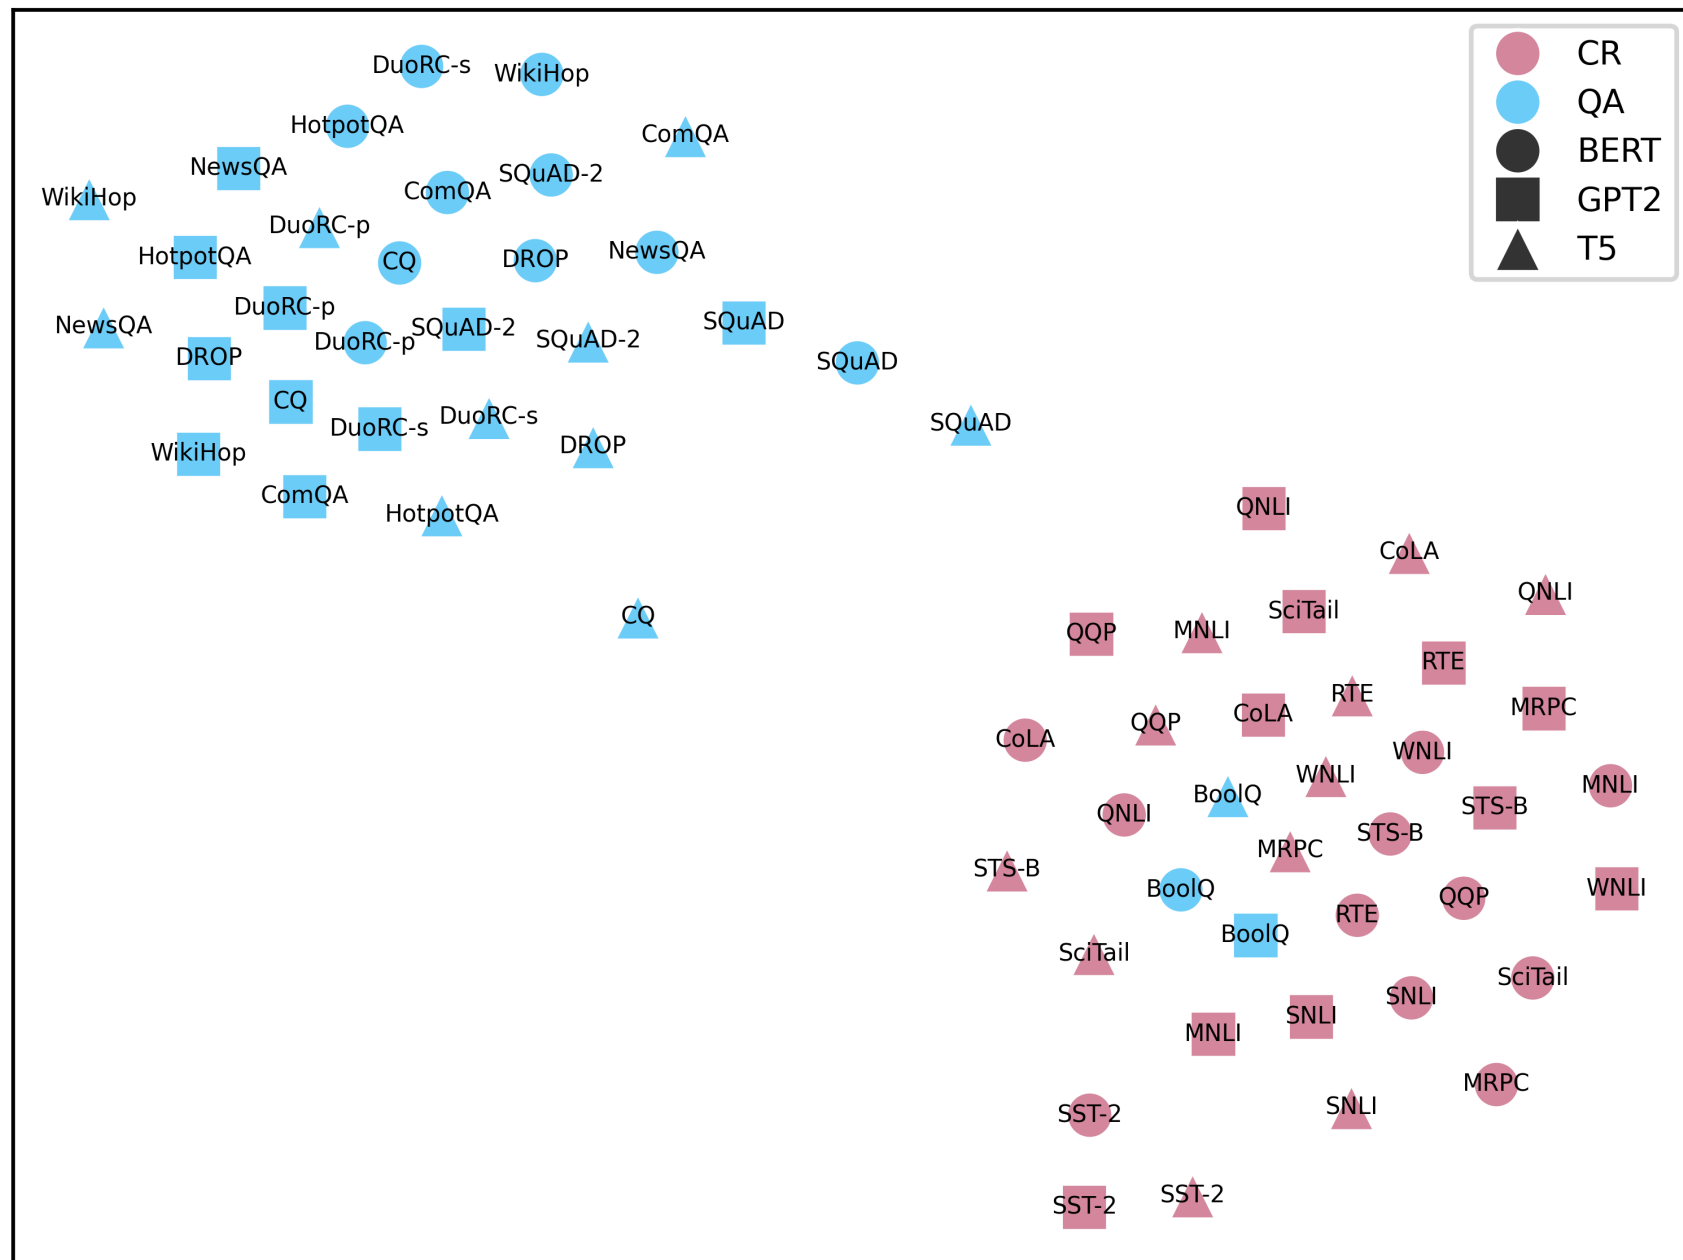 DuoRC-s
WikiHop
HotpotQA
ComQA
NewsQA
SQuAD-2
ComQA
WikiHop
DuoRC-p
HotpotQA
CQ
DROP
NewsQA
DuoRC-p
NewsQA
SQuAD-2
SQuAD
DuoRC-p
SQuAD-2
DROP
SQuAD
CQ
DuoRC-s
DuoRC-s
SQuAD
DROP
WikiHop
ComQA
HotpotQA
CQ
QNLI
CoLA
QNLI
SciTail
QQP
MNLI
RTE
RTE
MRPC
CoLA
QQP
CoLA
WNLI
WNLI
MNLI
BoolQ
STS-B
QNLI
STS-B
MRPC
STS-B
BoolQ
WNLI
QQP
RTE
BoolQ
SciTail
SciTail
SNLI
SNLI
MNLI
MRPC
SNLI
SST-2
SST-2
SST-2
CR
QA
BERT
GPT2
T5